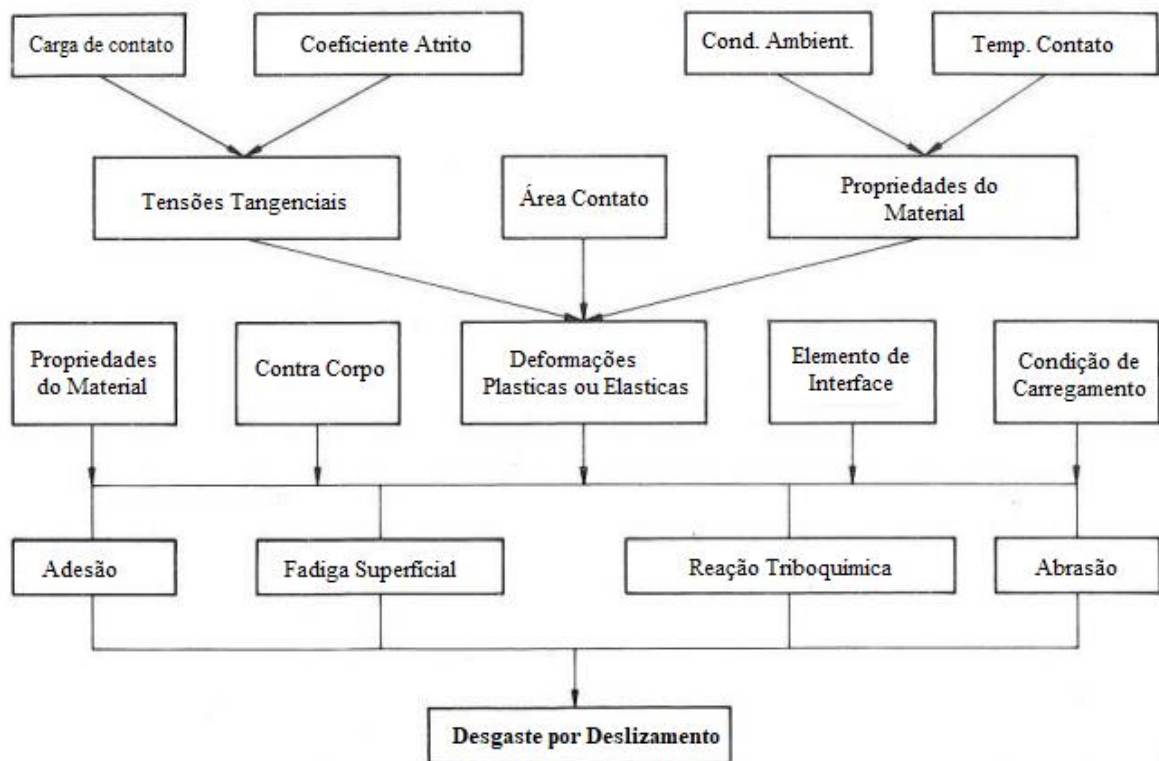 Carga de contato
Coeficiente Atrito
Cond. Ambient.
Temp. Contato
Tensões Tangenciais
Área Contato
Propriedades do
Material
Propriedades
do Material
Contra Corpo
Deformações
Plasticas ou Elasticas
Elemento de
Interface
Condição de
Carregamento
Adesão
Fadiga Superficial
Reação Triboquimica
Abrasão
Desgaste por Deslizamento